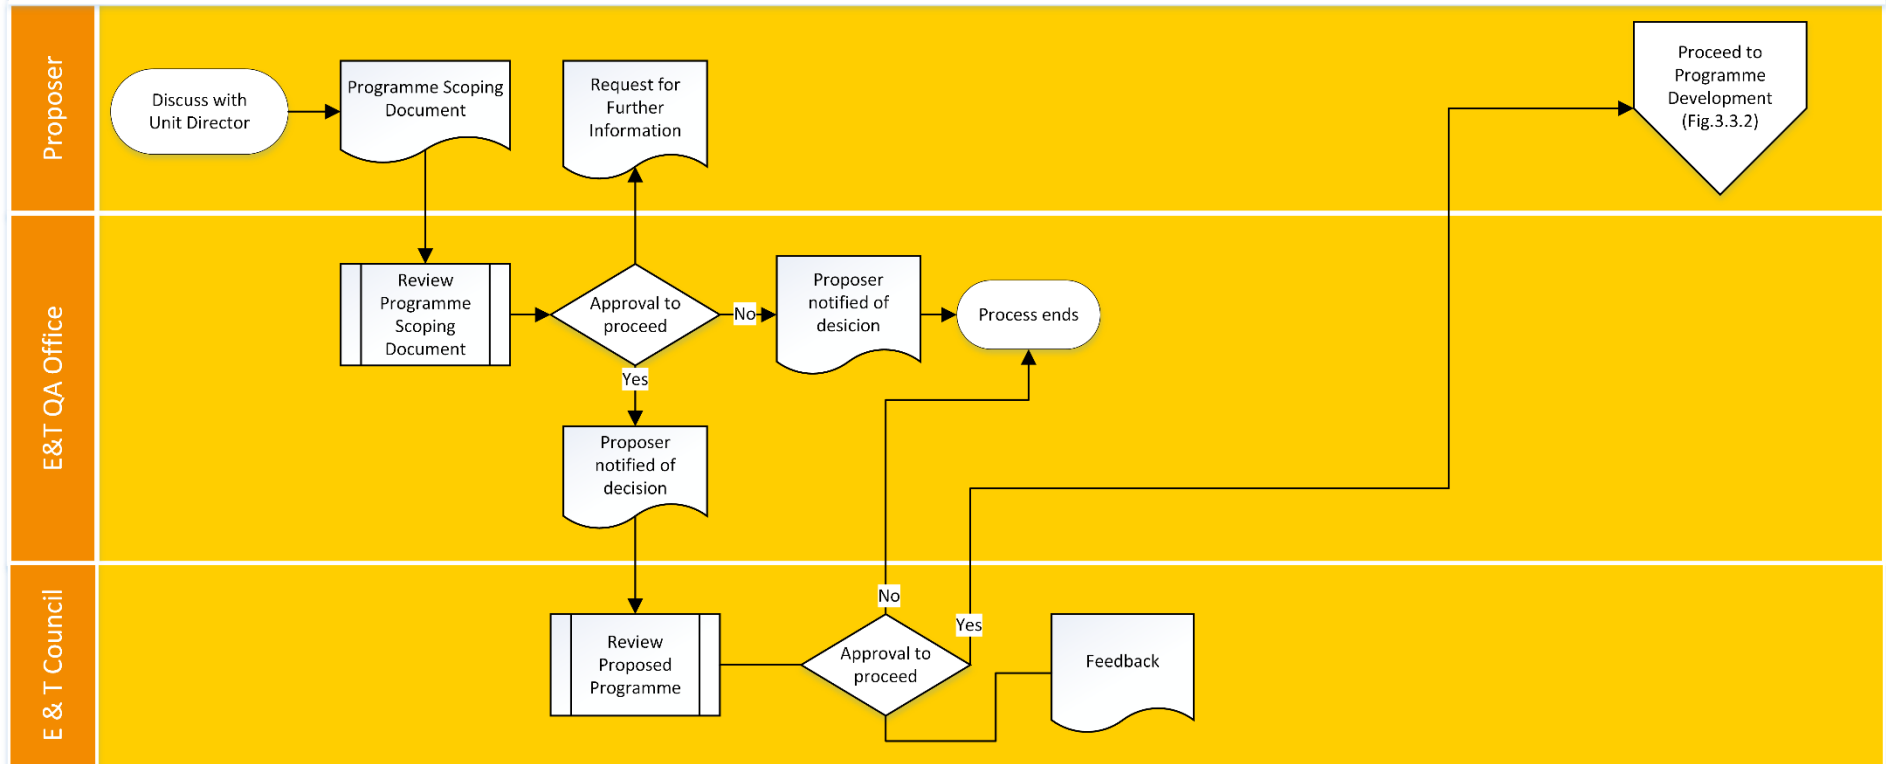 Proposer
Discuss with
Unit Director
Programme Scoping
Document
Request for
Further
Information
Proceed to
Programme
Development
(Fig.3.3.2)
E&T QA Office
Review
Programme
Scoping
Document
Approval to
proceed
No
Proposer
notified of
desicion
Process ends
Yes
Proposer
notified of
decision
E & T Council
Review
Proposed
Programme
Approval to
proceed
No
Yes
Feedback